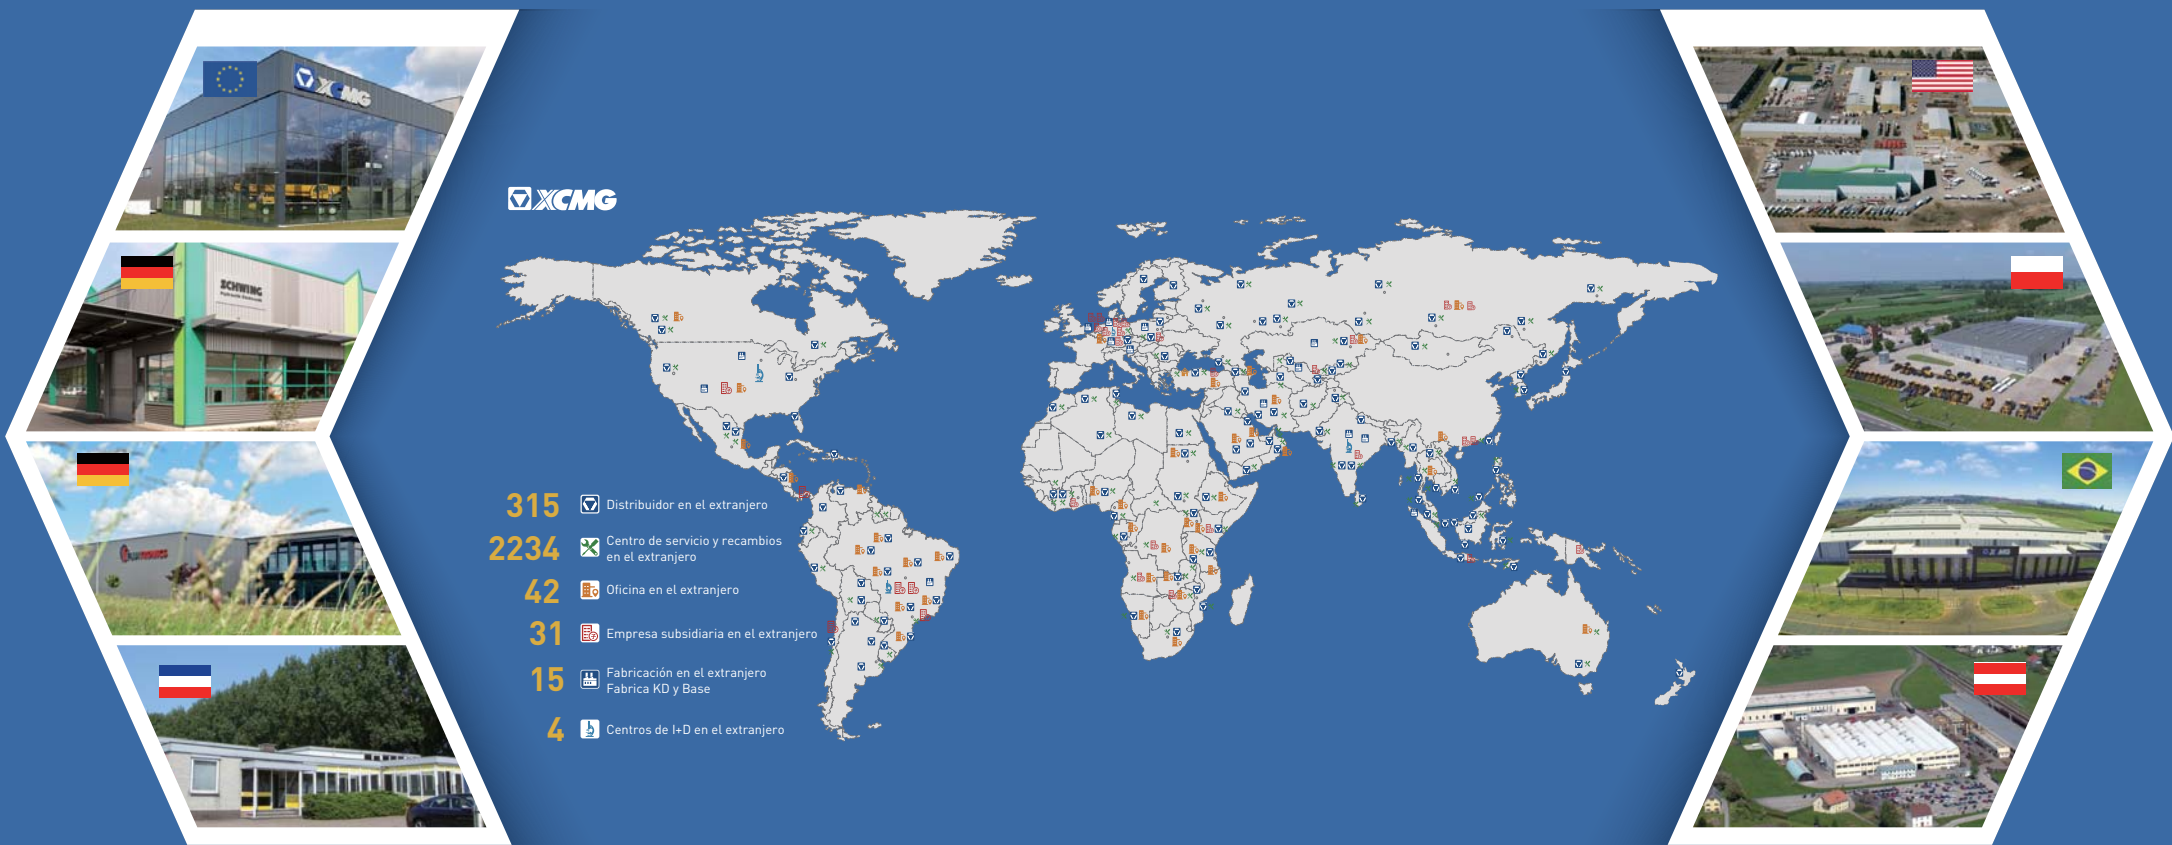 XCMG
SCHWING
XCMG
315 Distribuidor en el extranjero
2234 Centro de servicio y recambios
en el extranjero
42 Oficina en el extranjero
31 Empresa subsidiaria en el extranjero
15 Fabricación en el extranjero
Fabrica KD y Base
4 Centros de I+D en el extranjero
XCMG